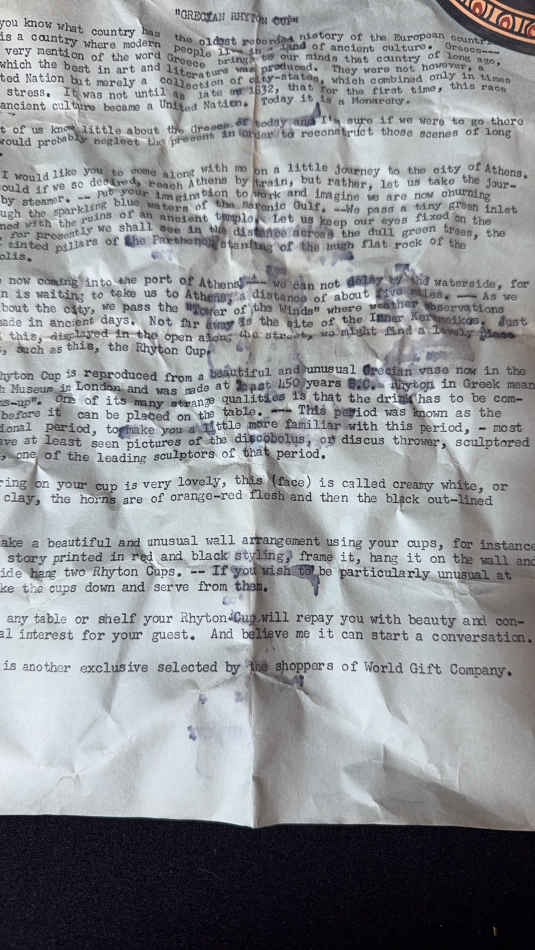 "GRECIAN RHYTON CUP"
you know what country has the oldest recorded history of the European countr
is a country where modern people live in a land of ancient culture. Greece---
very mention of the word Greece brings to our minds that country of long ago,
which the best in art and literature was produced. They were not however, a
ted Nation but merely a collection of city-states, which combined only in times
stress. It was not until as late as 1832, that for the first time, this race
ancient culture became a United Nation. Today it is a Monarchy.
t of us know little about the Greece of today and I'm sure if we were to go there
would probably neglect the present in order to reconstruct those scenes of long
I would like you to come along with me on a little journey to the city of Athens.
ould if we so desired, reach Athens by train, but rather, let us take the jour-
by steamer. -- Put your imagination to work and imagine we are now churning
ugh the sparkling blue waters of the Saronic Gulf. --We pass a tiny green inlet
ned with the ruins of an ancient temple. Let us keep our eyes fixed on the
for presently we shall see in the distance across the dull green trees, the
tinted pillars of the Parthenon standing of the hugh flat rock of the
olis.
now coming into the port of Athens, -- we can not delay by the waterside, for
n is waiting to take us to Athens, a distance of about five miles. -- As we
bout the city, we pass the "Tower of the Winds" where weather observations
made in ancient days. Not far away is the site of the Inner Kerameikos. Just
this, displayed in the open along the street, we might find a lovely piece
, such as this, the Rhyton Cup.
hyton Cup is reproduced from a beautiful and unusual Grecian vase now in the
h Museum in London and was made at least 450 years B.C. Rhyton in Greek mean
ms-up". One of its many strange qualities is that the drink has to be com-
before it can be placed on the table. -- This period was known as the
ional period, to make you a little more familiar with this period, - most
ave at least seen pictures of the discobolus, or discus thrower, sculptored
, one of the leading sculptors of that period.
ring on your cup is very lovely, this (face) is called creamy white, or
clay, the horns are of orange-red flesh and then the black out-lined
ake a beautiful and unusual wall arrangement using your cups, for instance
story printed in red and black styling, frame it, hang it on the wall and
ide hang two Rhyton Cups. -- If you wish to be particularly unusual at
ke the cups down and serve from them.
any table or shelf your Rhyton Cup will repay you with beauty and con-
al interest for your guest. And believe me it can start a conversation.
is another exclusive selected by the shoppers of World Gift Company.